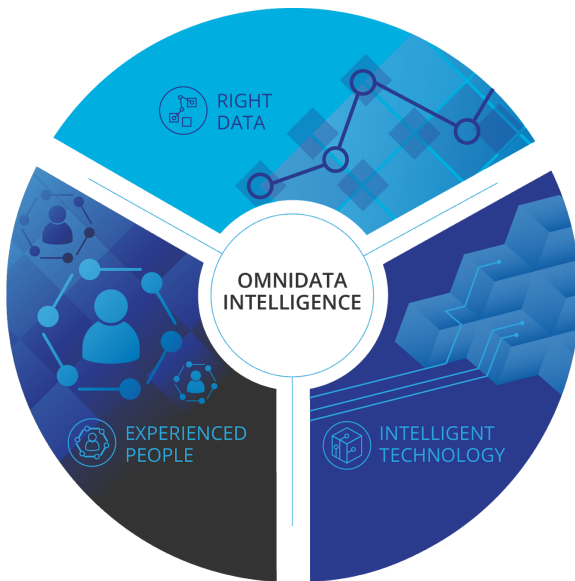 RIGHT
DATA
OMNIDATA
INTELLIGENCE
EXPERIENCED
PEOPLE
INTELLIGENT
TECHNOLOGY